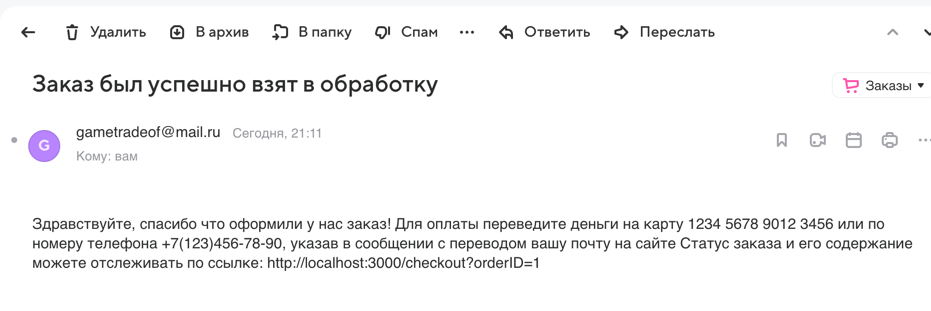 Удалить В архив В папку Спам Ответить Переслать
Заказ был успешно взят в обработку
Заказы
G
gametradeof@mail.ru Сегодня, 21:11
Кому: вам
Здравствуйте, спасибо что оформили у нас заказ! Для оплаты переведите деньги на карту 1234 5678 9012 3456 или по
номеру телефона +7(123)456-78-90, указав в сообщении с переводом вашу почту на сайте Статус заказа и его содержание
можете отслеживать по ссылке: http://localhost:3000/checkout?orderID=1